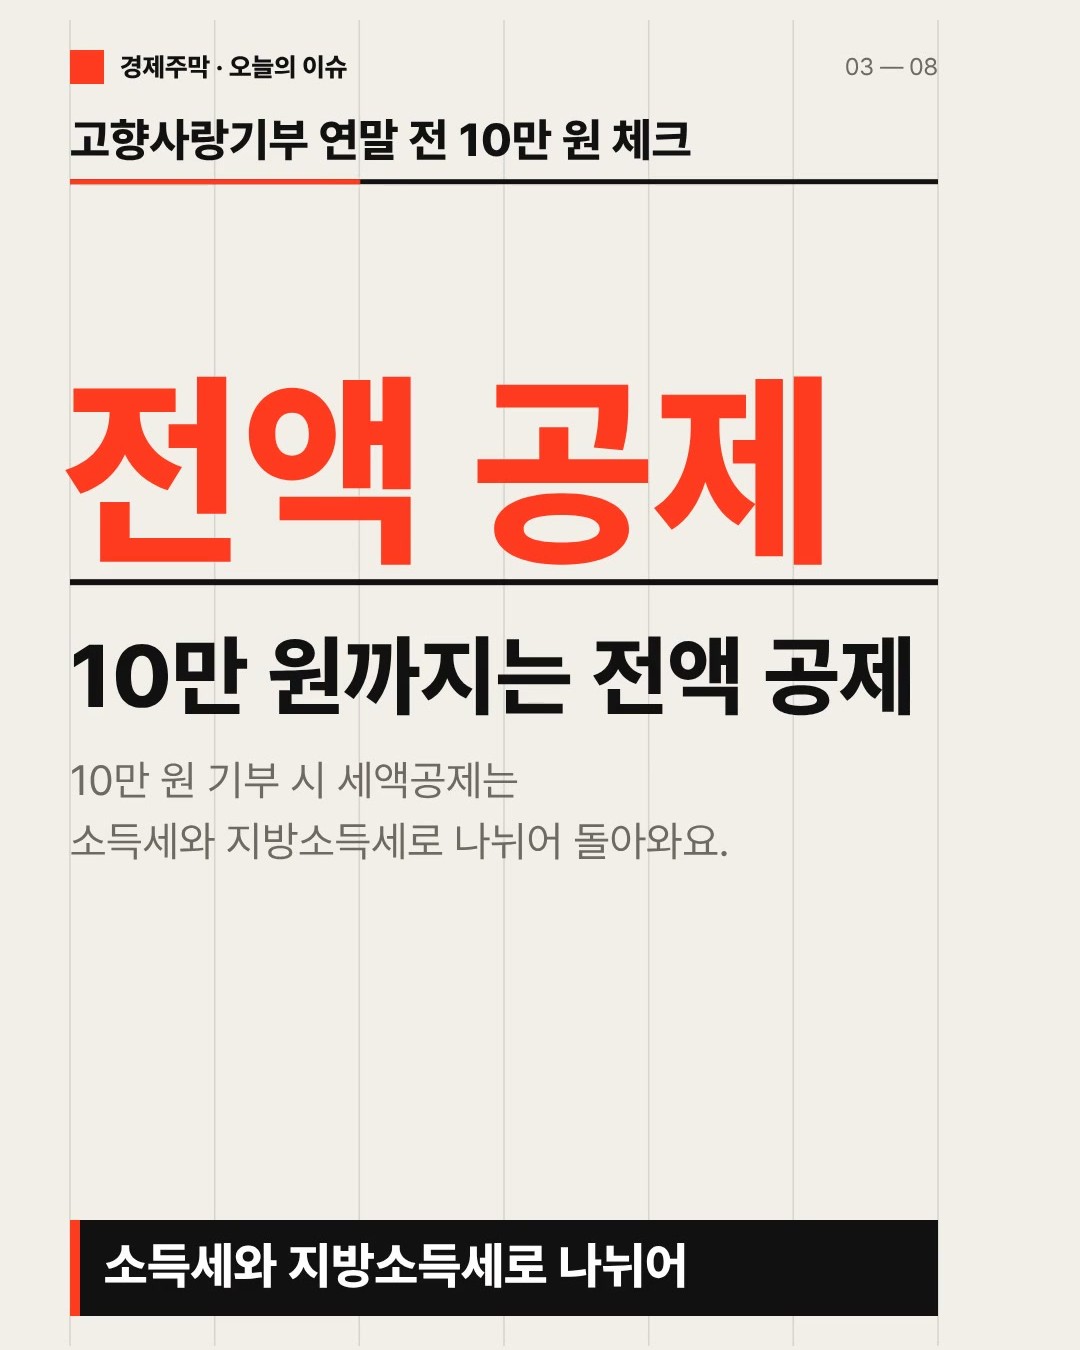 경제주막 · 오늘의 이슈
03 — 08
고향사랑기부 연말 전 10만 원 체크
전액 공제
10만 원까지는 전액 공제
10만 원 기부 시 세액공제는
소득세와 지방소득세로 나뉘어 돌아와요.
소득세와 지방소득세로 나뉘어